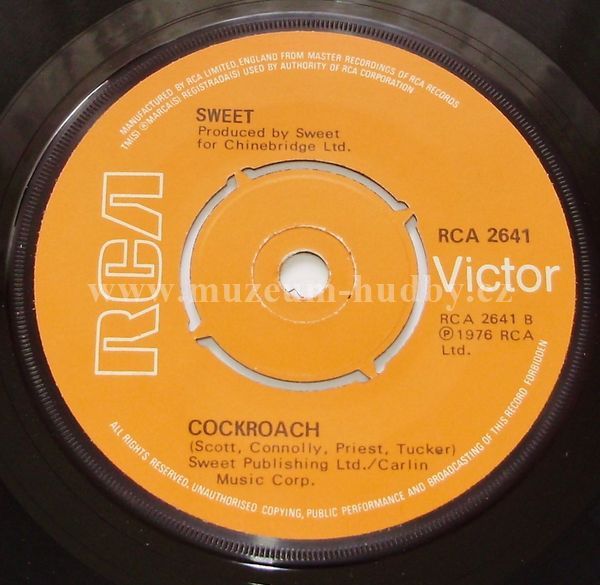 MANUFACTURED BY RCA LIMITED, ENGLAND FROM MASTER RECORDINGS OF RCA RECORDS
TM(S) ® MARCA(S) REGISTRADA(S) USED BY AUTHORITY OF RCA CORPORATION
SWEET
Produced by Sweet
for Chinebridge Ltd.
RCA
RCA 2641
Victor
www.muzeum-hudby.cz
RCA 2641 B
℗ 1976 RCA
Ltd.
COCKROACH
(Scott, Connolly, Priest, Tucker)
Sweet Publishing Ltd./Carlin
Music Corp.
ALL RIGHTS RESERVED, UNAUTHORISED COPYING, PUBLIC PERFORMANCE AND BROADCASTING OF THIS RECORD FORBIDDEN